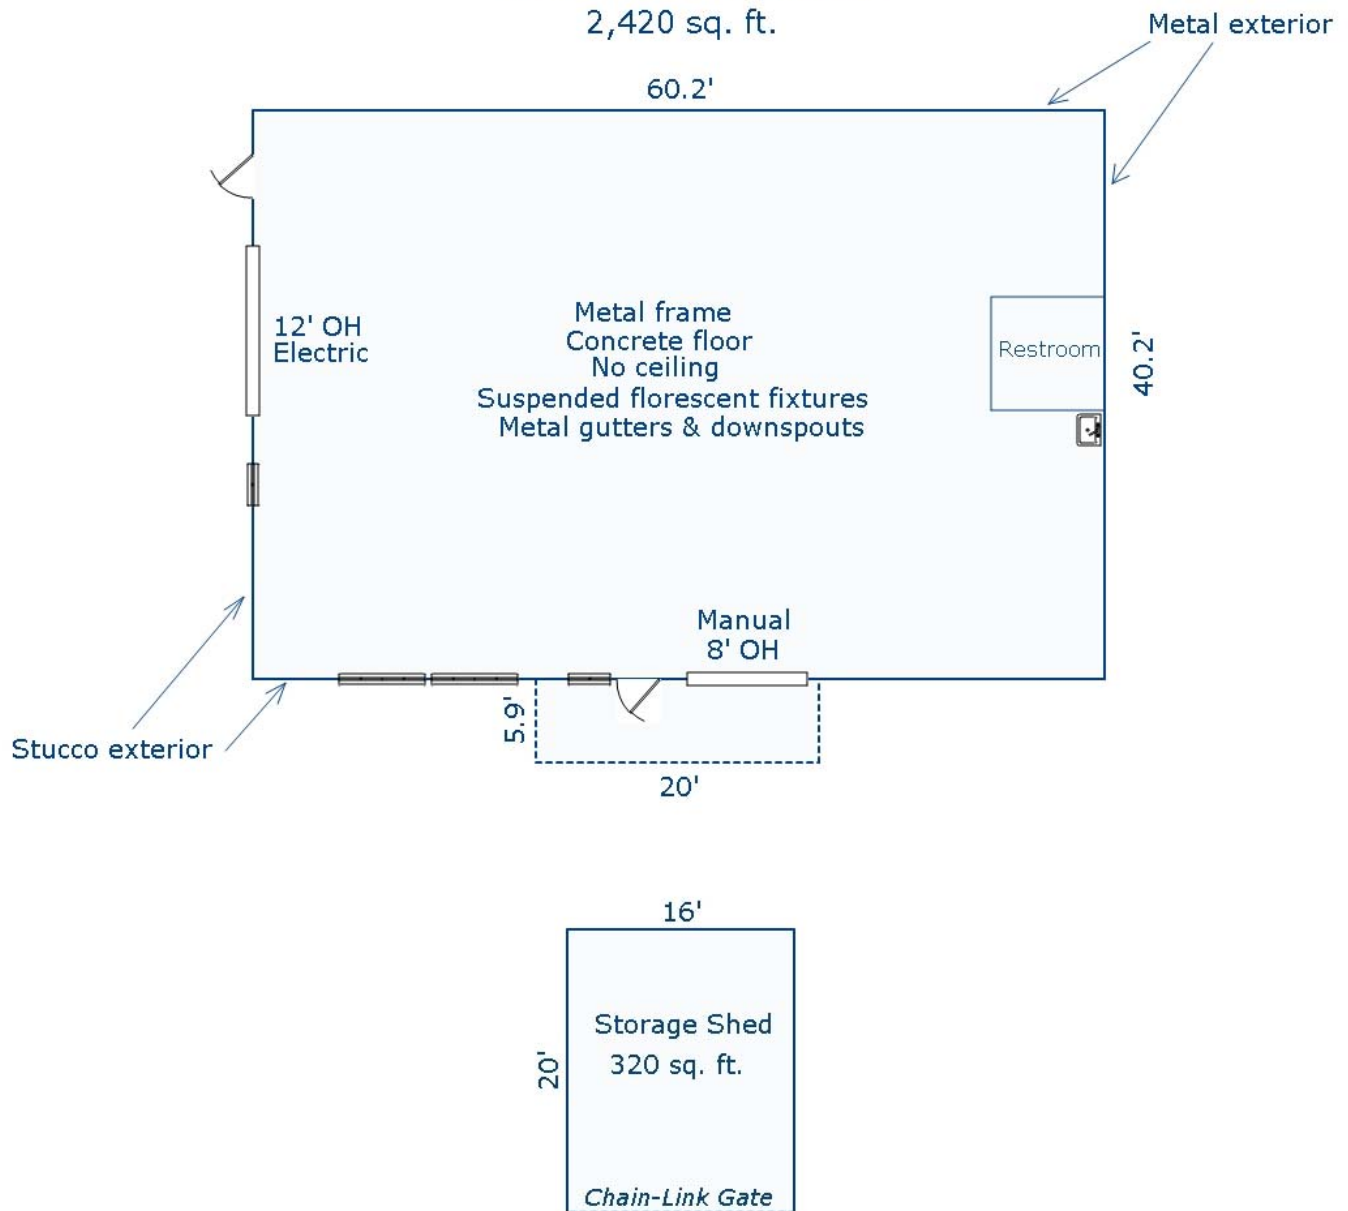 2,420 sq. ft.
Metal exterior
60.2'
12' OH
Electric
Metal frame
Concrete floor
No ceiling
Suspended florescent fixtures
Metal gutters & downspouts
Restroom
40.2'
Manual
8' OH
Stucco exterior
5.9'
20'
16'
Storage Shed
320 sq. ft.
20'
Chain-Link Gate